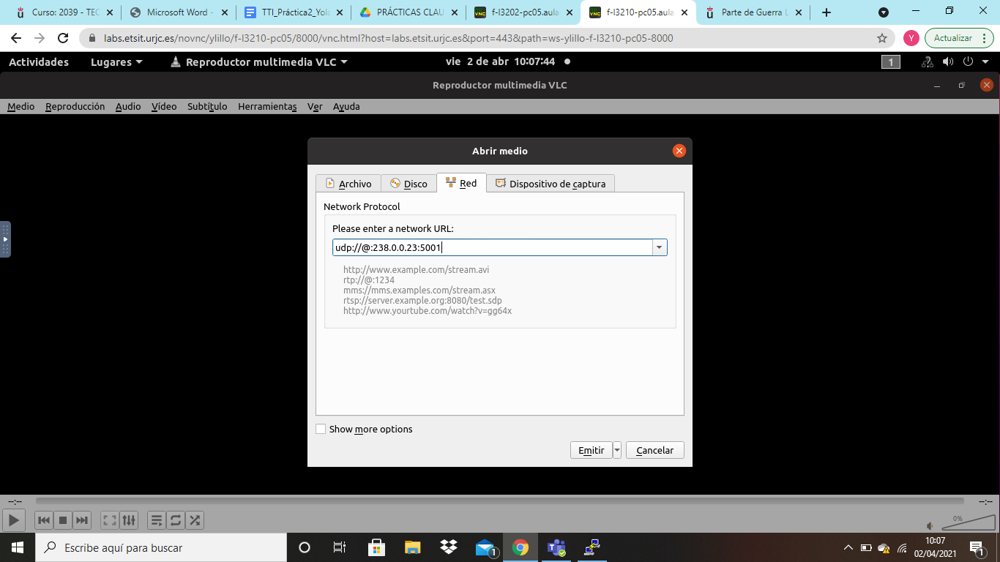 Curso: 2039 - TEC
Microsoft Word -
TTI_Práctica2_Yola
PRÁCTICAS CLAU
f-l3202-pc05.aula
f-l3210-pc05.aula
Parte de Guerra L
labs.etsit.urjc.es/novnc/ylillo/f-l3210-pc05/8000/vnc.html?host=labs.etsit.urjc.es&port=443&path=ws-ylillo-f-l3210-pc05-8000
Y
Actualizar
Actividades
Lugares
Reproductor multimedia VLC
vie 2 de abr 10:07:44
1
Reproductor multimedia VLC
Medio
Reproducción
Audio
Vídeo
Subtítulo
Herramientas
Ver
Ayuda
Abrir medio
Archivo
Disco
Red
Dispositivo de captura
Network Protocol
Please enter a network URL:
udp://@:238.0.0.23:5001
http://www.example.com/stream.avi
rtp://@:1234
mms://mms.examples.com/stream.asx
rtsp://server.example.org:8080/test.sdp
http://www.yourtube.com/watch?v=gg64x
Show more options
Emitir
Cancelar
--:--
--:--
0%
Escribe aquí para buscar
1
10:07
02/04/2021
1